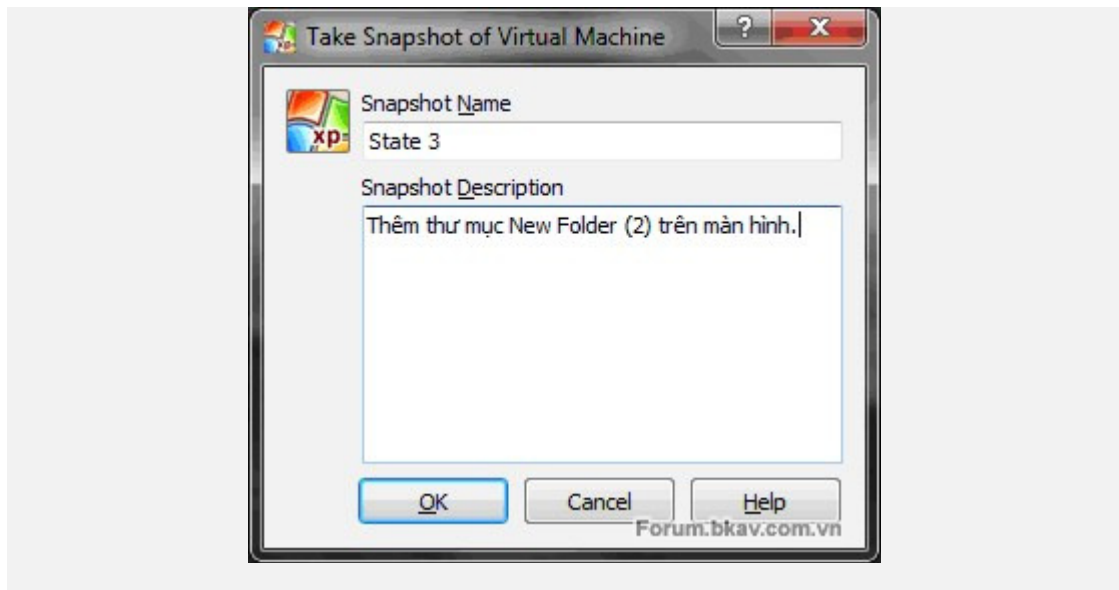 Take Snapshot of Virtual Machine
?
X
xp
Snapshot Name
State 3
Snapshot Description
Thêm thư mục New Folder (2) trên màn hình.
OK
Cancel
Help
Forum.bkav.com.vn